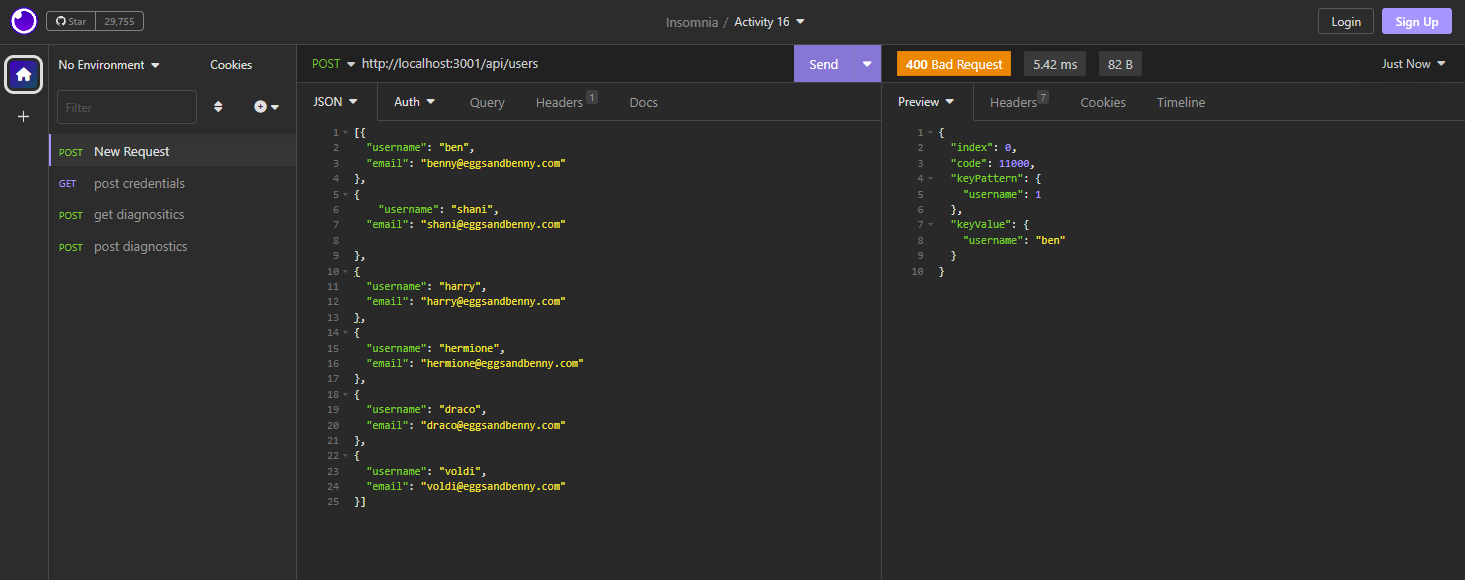 Star 29,755
Insomnia / Activity 16
Login Sign Up
No Environment Cookies
Filter
POST New Request
GET post credentials
POST get diagnositics
POST post diagnostics
POST http://localhost:3001/api/users Send
JSON Auth Query Headers 1 Docs
1 [{
2 "username": "ben",
3 "email": "benny@eggsandbenny.com"
4 },
5 {
6 "username": "shani",
7 "email": "shani@eggsandbenny.com"
8
9 },
10 {
11 "username": "harry",
12 "email": "harry@eggsandbenny.com"
13 },
14 {
15 "username": "hermione",
16 "email": "hermione@eggsandbenny.com"
17 },
18 {
19 "username": "draco",
20 "email": "draco@eggsandbenny.com"
21 },
22 {
23 "username": "voldi",
24 "email": "voldi@eggsandbenny.com"
25 }]
400 Bad Request 5.42 ms 82 B Just Now
Preview Headers 7 Cookies Timeline
1 {
2 "index": 0,
3 "code": 11000,
4 "keyPattern": {
5 "username": 1
6 },
7 "keyValue": {
8 "username": "ben"
9 }
10 }